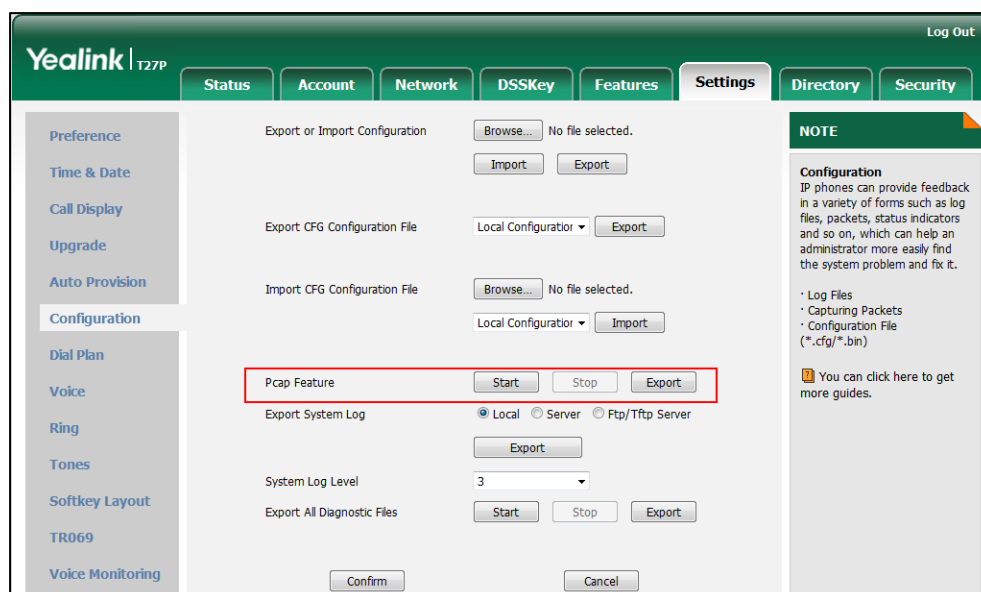 Log Out
Yealink T27P
Status Account Network DSSKey Features Settings Directory Security
Preference
Time & Date
Call Display
Upgrade
Auto Provision
Configuration
Dial Plan
Voice
Ring
Tones
Softkey Layout
TR069
Voice Monitoring
Export or Import Configuration Browse... No file selected.
Import Export
Export CFG Configuration File Local Configuration Export
Import CFG Configuration File Browse... No file selected.
Local Configuration Import
Pcap Feature Start Stop Export
Export System Log Local Server Ftp/Tftp Server
Export
System Log Level 3
Export All Diagnostic Files Start Stop Export
Confirm Cancel
NOTE
Configuration
IP phones can provide feedback
in a variety of forms such as log
files, packets, status indicators
and so on, which can help an
administrator more easily find
the system problem and fix it.
· Log Files
· Capturing Packets
· Configuration File
(*.cfg/*.bin)
You can click here to get
more guides.